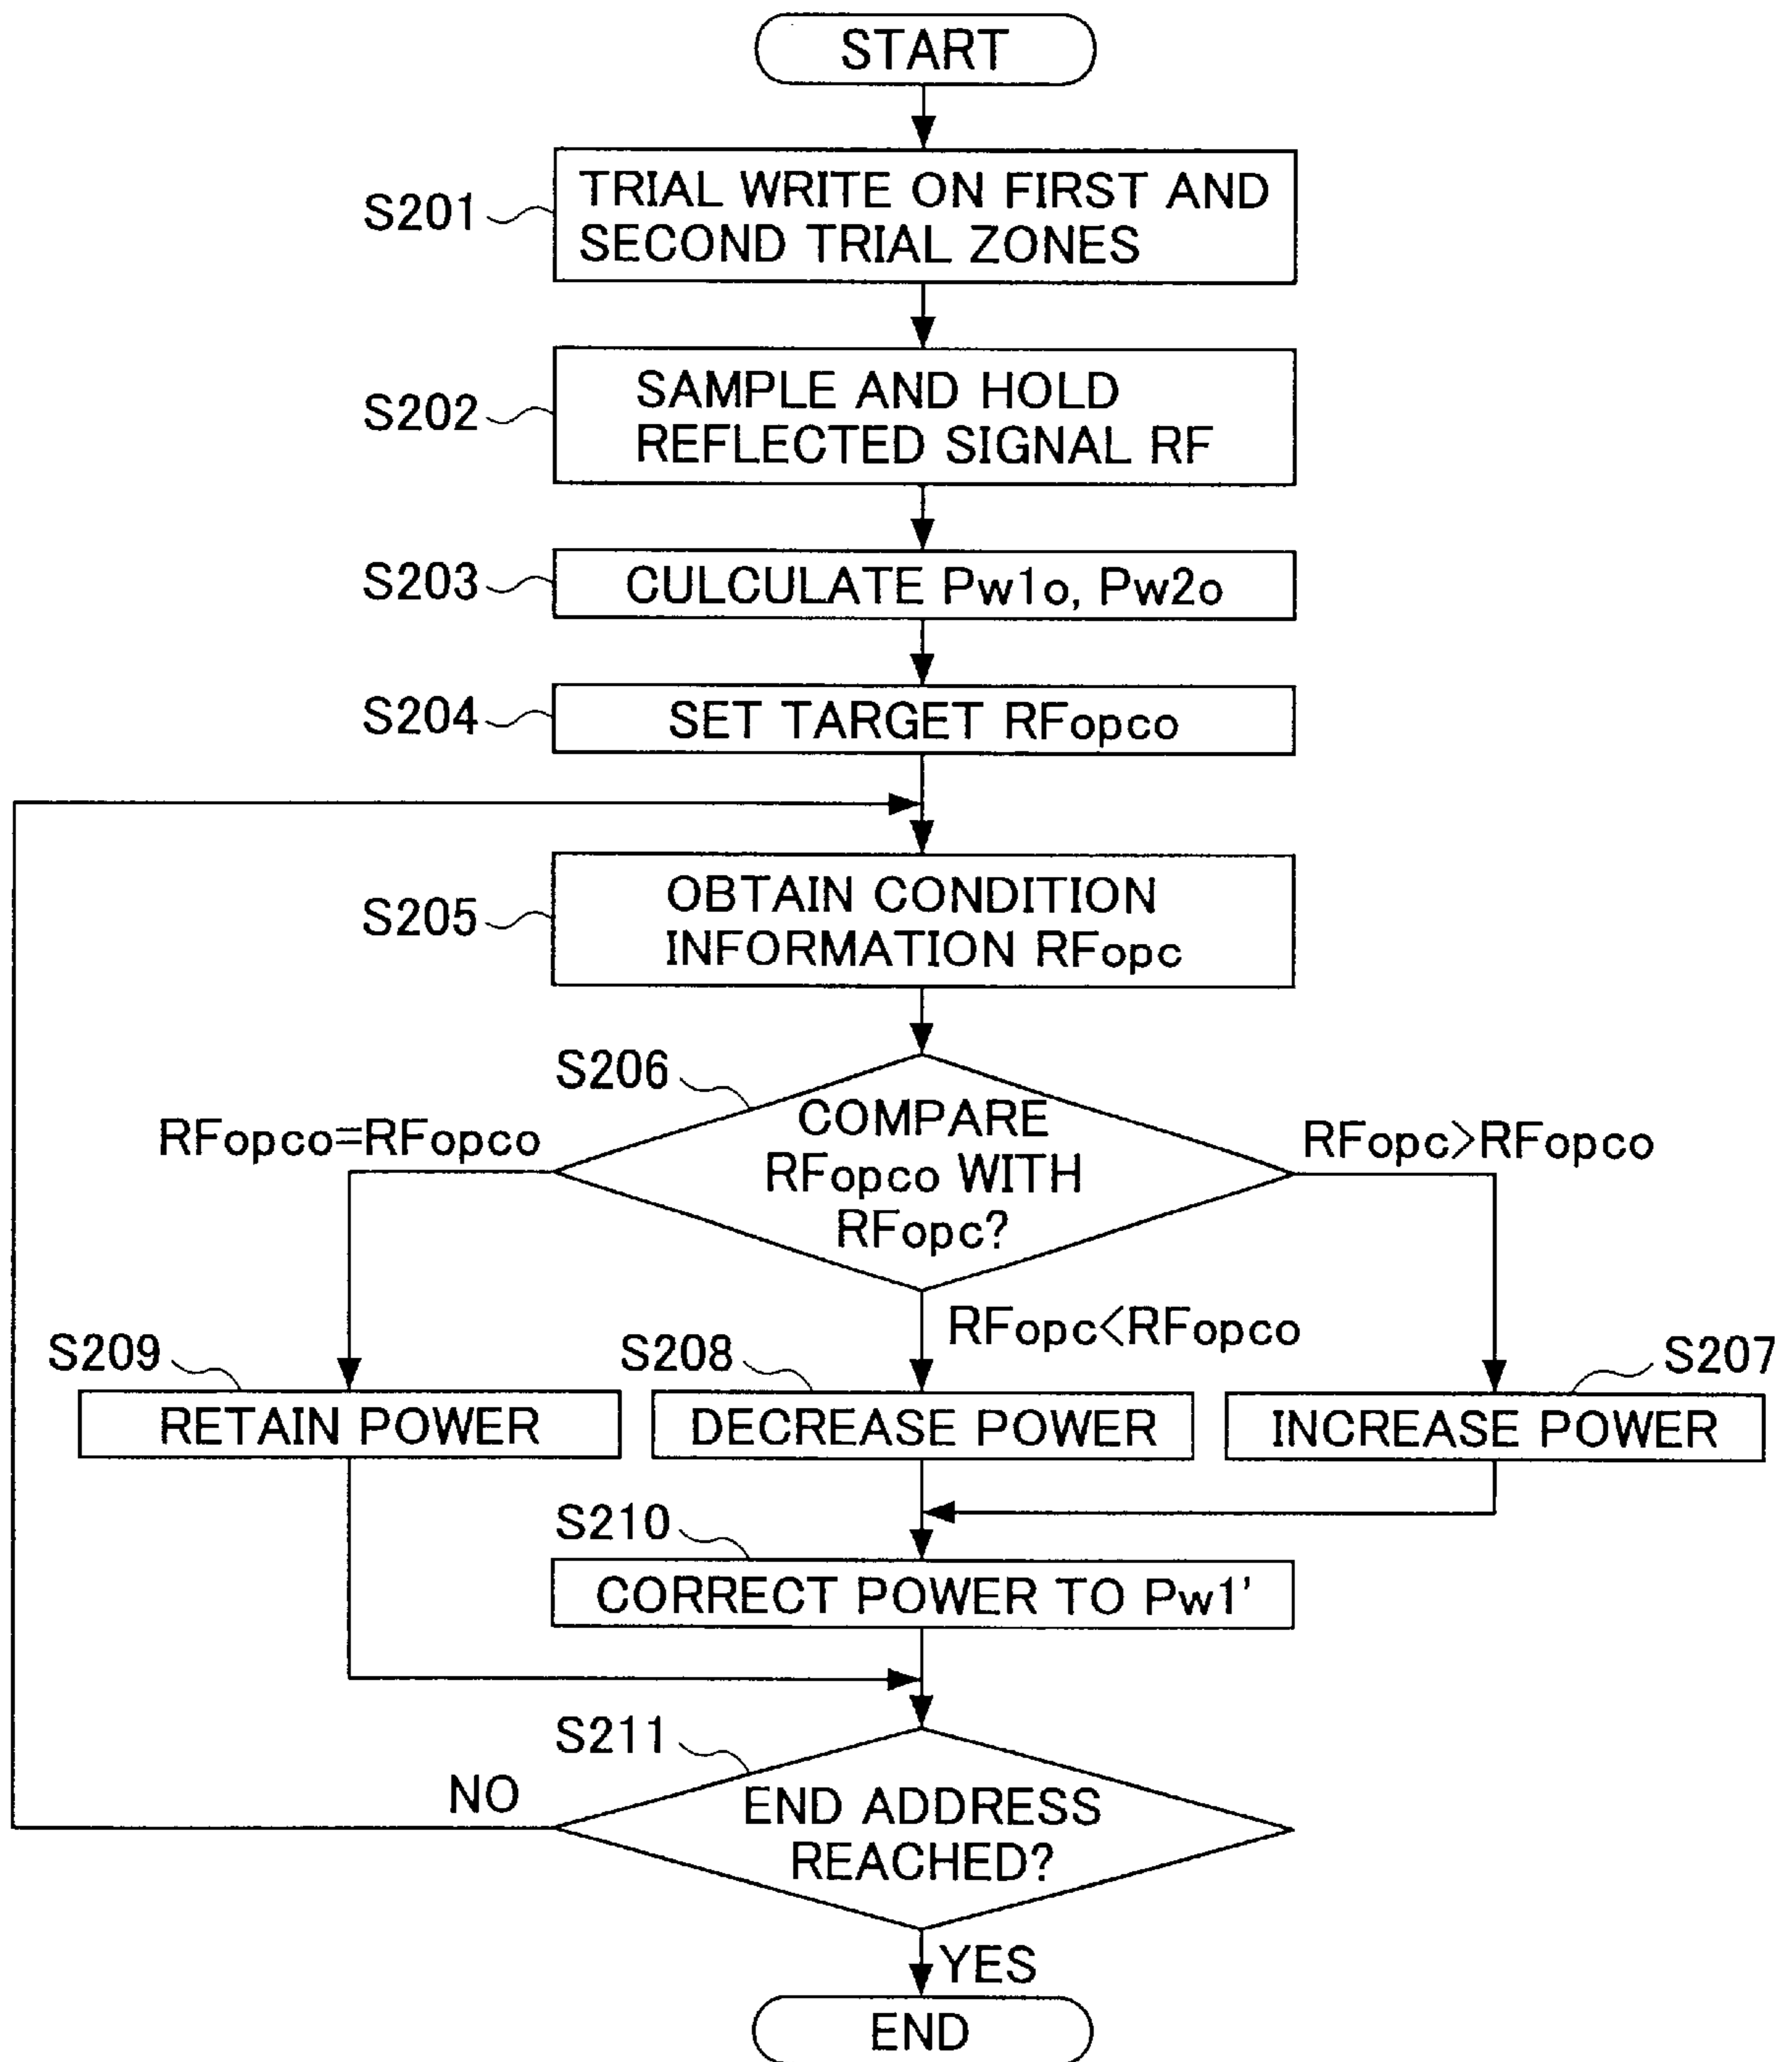 START
S201
TRIAL WRITE ON FIRST AND
SECOND TRIAL ZONES
S202
SAMPLE AND HOLD
REFLECTED SIGNAL RF
S203
CULCULATE Pw1o, Pw2o
S204
SET TARGET RFopco
S205
OBTAIN CONDITION
INFORMATION RFopc
S206
COMPARE
RFopco WITH
RFopc?
RFopco=RFopco
RFopc>RFopco
RFopc<RFopco
S209
RETAIN POWER
S208
DECREASE POWER
S207
INCREASE POWER
S210
CORRECT POWER TO Pw1'
S211
END ADDRESS
REACHED?
NO
YES
END